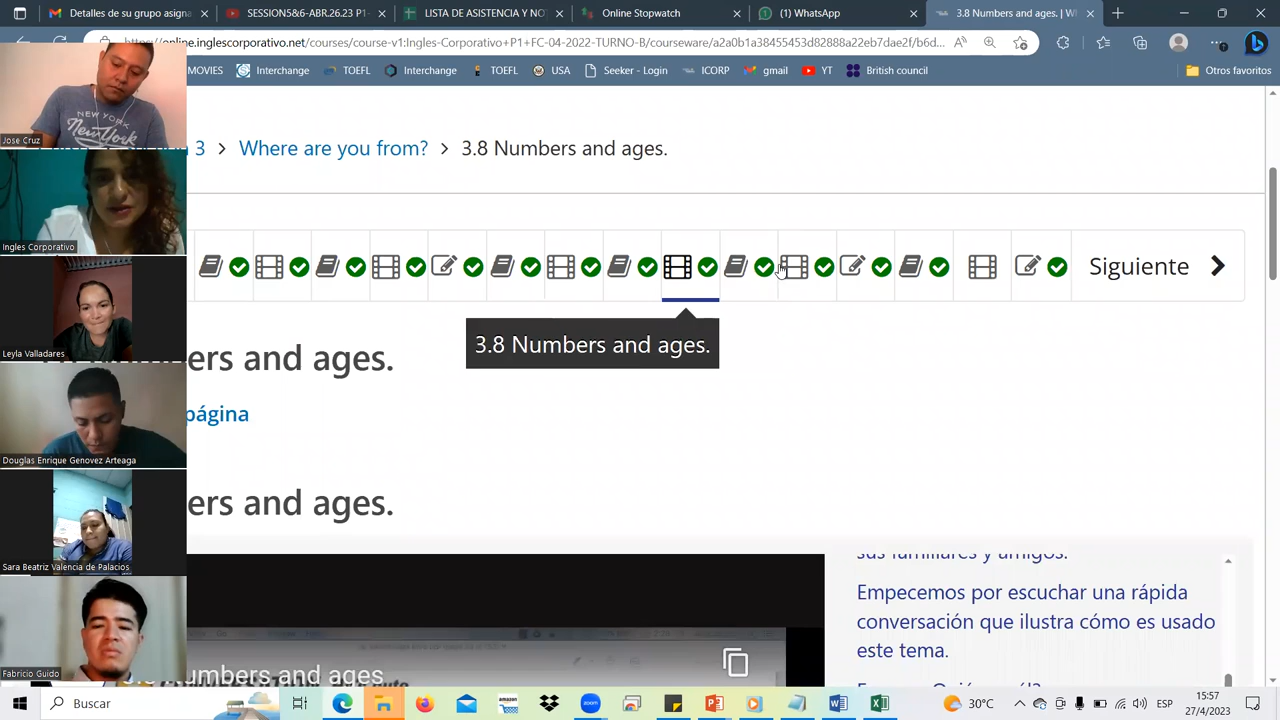 Detalles de su grupo asigna
SESSION5&6-ABR.26.23 P1-
LISTA DE ASISTENCIA Y NO
Online Stopwatch
(1) WhatsApp
3.8 Numbers and ages. | W
https://online.inglescorporativo.net/courses/course-v1:Ingles-Corporativo+P1+FC-04-2022-TURNO-B/courseware/a2a0b1a38455453d82888a22eb7dae2f/b6d...
MOVIES
Interchange
TOEFL
Interchange
TOEFL
USA
Seeker - Login
ICORP
gmail
YT
British council
Otros favoritos
3 > Where are you from? > 3.8 Numbers and ages.
Siguiente
3.8 Numbers and ages.
ers and ages.
página
ers and ages.
sus familiares y amigos.
Empecemos por escuchar una rápida
conversación que ilustra cómo es usado
este tema.
umbers and ages
Jose Cruz
Ingles Corporativo
Leyla Valladares
Douglas Enrique Genovez Arteaga
Sara Beatriz Valencia de Palacios
Fabricio Guido
Buscar
30°C
ESP
15:57
27/4/2023